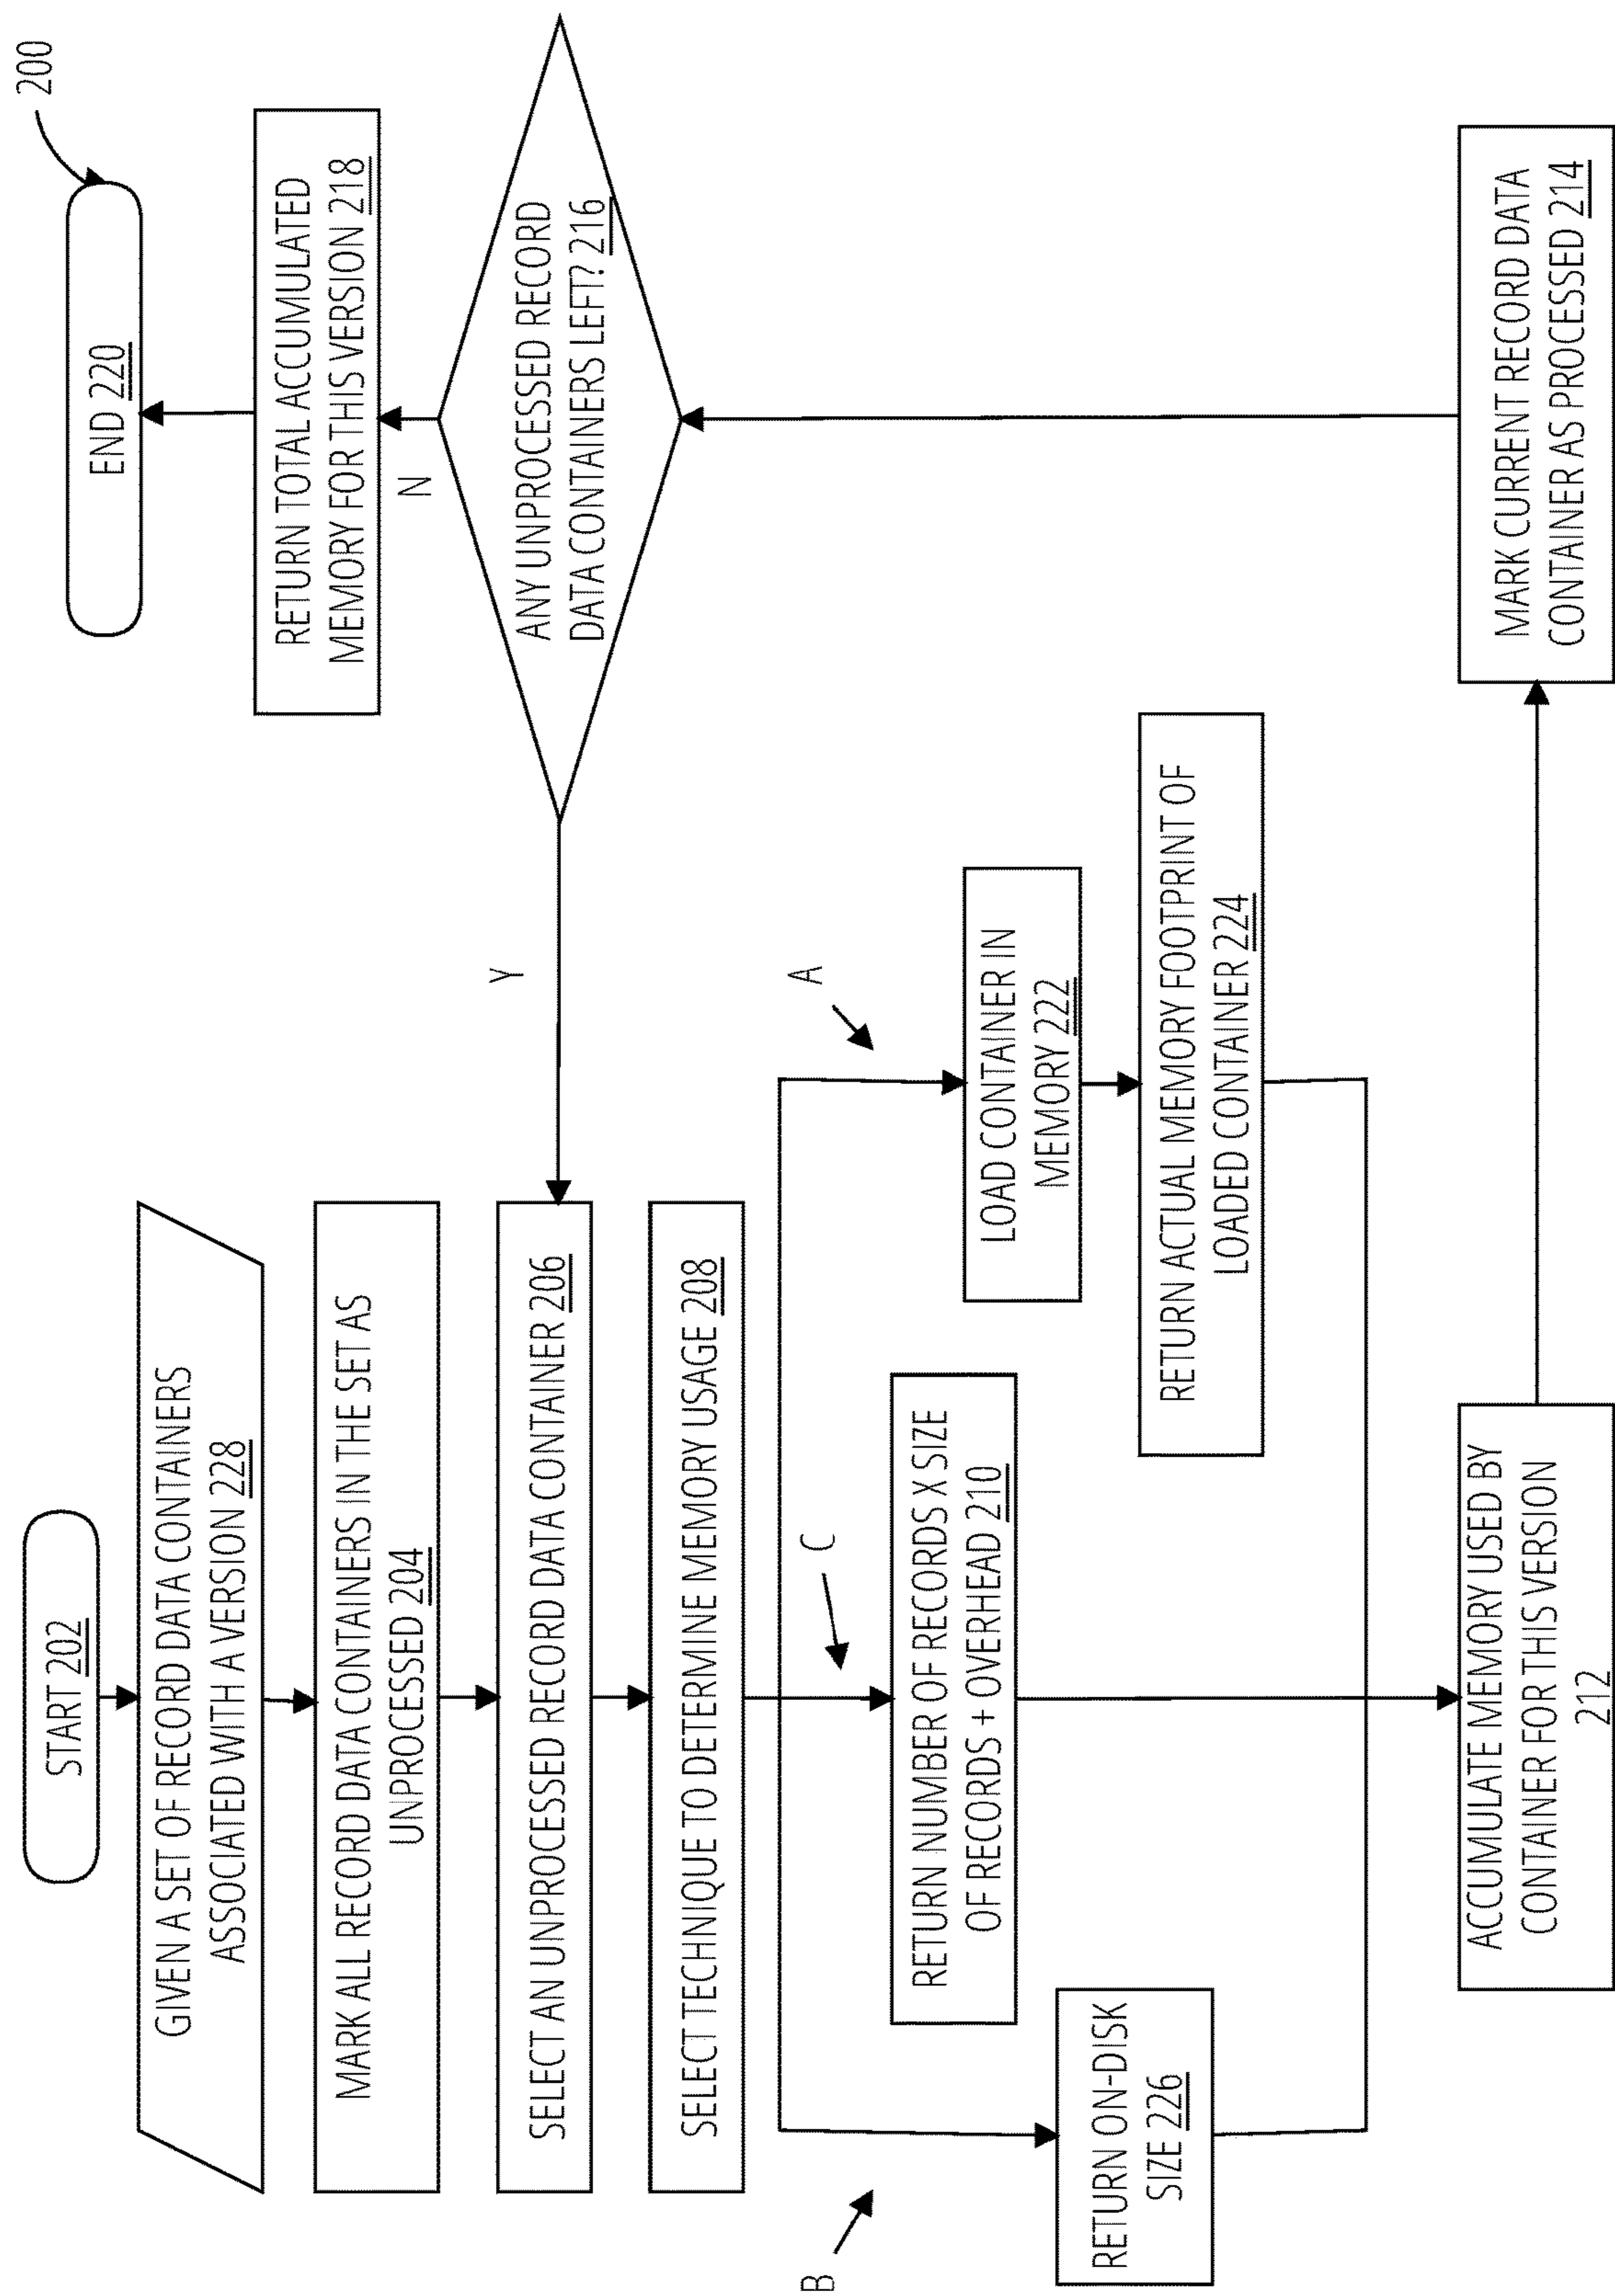 200
START 202
GIVEN A SET OF RECORD DATA CONTAINERS
ASSOCIATED WITH A VERSION 228
MARK ALL RECORD DATA CONTAINERS IN THE SET AS
UNPROCESSED 204
SELECT AN UNPROCESSED RECORD DATA CONTAINER 206
SELECT TECHNIQUE TO DETERMINE MEMORY USAGE 208
B
RETURN ON-DISK
SIZE 226
C
RETURN NUMBER OF RECORDS X SIZE
OF RECORDS + OVERHEAD 210
A
LOAD CONTAINER IN
MEMORY 222
RETURN ACTUAL MEMORY FOOTPRINT OF
LOADED CONTAINER 224
ACCUMULATE MEMORY USED BY
CONTAINER FOR THIS VERSION
212
MARK CURRENT RECORD DATA
CONTAINER AS PROCESSED 214
ANY UNPROCESSED RECORD
DATA CONTAINERS LEFT? 216
Y
N
RETURN TOTAL ACCUMULATED
MEMORY FOR THIS VERSION 218
END 220